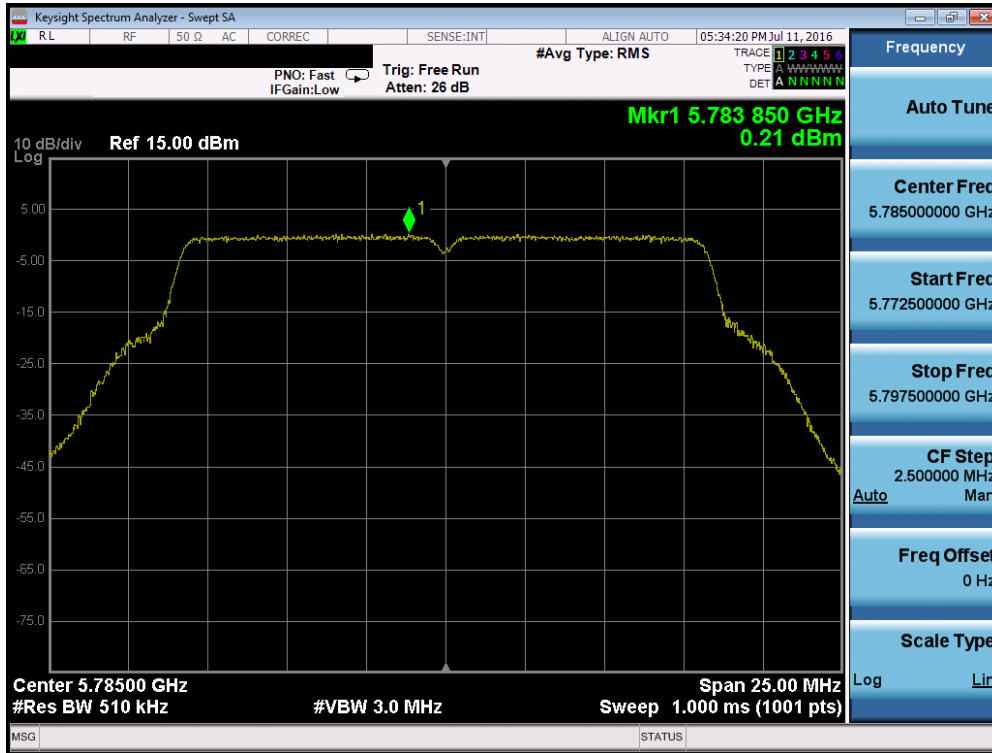 Keysight Spectrum Analyzer - Swept SA
LXI RL RF 50 Ω AC CORREC SENSE:INT ALIGN AUTO 05:34:20 PM Jul 11, 2016
#Avg Type: RMS
TRACE 1 2 3 4 5 6
TYPE A WWWWW
DET A N N N N N
PNO: Fast Trig: Free Run
IFGain:Low Atten: 26 dB
Mkr1 5.783 850 GHz
0.21 dBm
10 dB/div Ref 15.00 dBm
Log
1
5.00
-5.00
-15.0
-25.0
-35.0
-45.0
-55.0
-65.0
-75.0
Center 5.78500 GHz Span 25.00 MHz
#Res BW 510 kHz #VBW 3.0 MHz Sweep 1.000 ms (1001 pts)
MSG STATUS
Frequency
Auto Tune
Center Freq
5.785000000 GHz
Start Freq
5.772500000 GHz
Stop Freq
5.797500000 GHz
CF Step
2.500000 MHz
Auto Man
Freq Offset
0 Hz
Scale Type
Log Lin